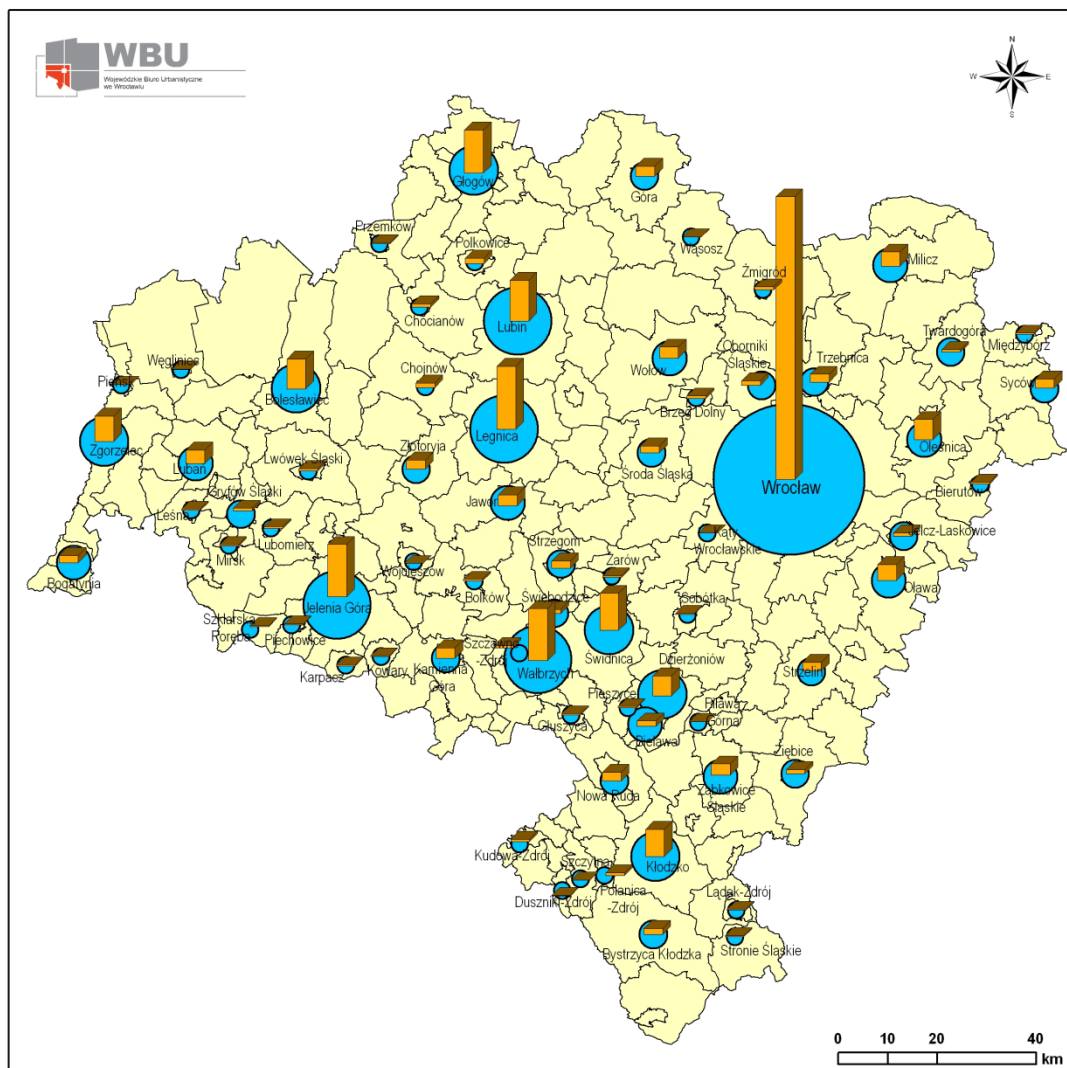 WBU
Wojewódzkie Biuro Urbanistyczne
we Wrocławiu
N
W
E
S
Głogów
Góra
Przemków
Polkowice
Wąsosz
Milicz
Żmigród
Chocianów
Lubin
Twardogóra
Międzybórz
Oborniki
Śląskie
Trzebnica
Węgliniec
Pieńsk
Bolesławiec
Chojnów
Wołów
Brzeg Dolny
Syców
Zgorzelec
Legnica
Oleśnica
Lubań
Lwówek Śląski
Złotoryja
Środa Śląska
Wrocław
Bierutów
Gryfów Śląski
Leśna
Jawor
Lubomierz
Mirsk
Strzegom
Kąty
Wrocławskie
Jelcz-Laskowice
Bogatynia
Wojcieszów
Bolków
Żarów
Świebodzice
Sobótka
Oława
Jelenia Góra
Szklarska
Poręba
Piechowice
Karpacz
Kowary
Kamienna
Góra
Szczawno
-Zdrój
Wałbrzych
Świdnica
Dzierżoniów
Strzelin
Pieszyce
Piława
Górna
Głuszyca
Bielawa
Ziębice
Nowa Ruda
Ząbkowice
Śląskie
Kudowa-Zdrój
Szczytna
Kłodzko
Duszniki-Zdrój
Polanica
-Zdrój
Lądek-Zdrój
Bystrzyca Kłodzka
Stronie Śląskie
0 10 20 40
km